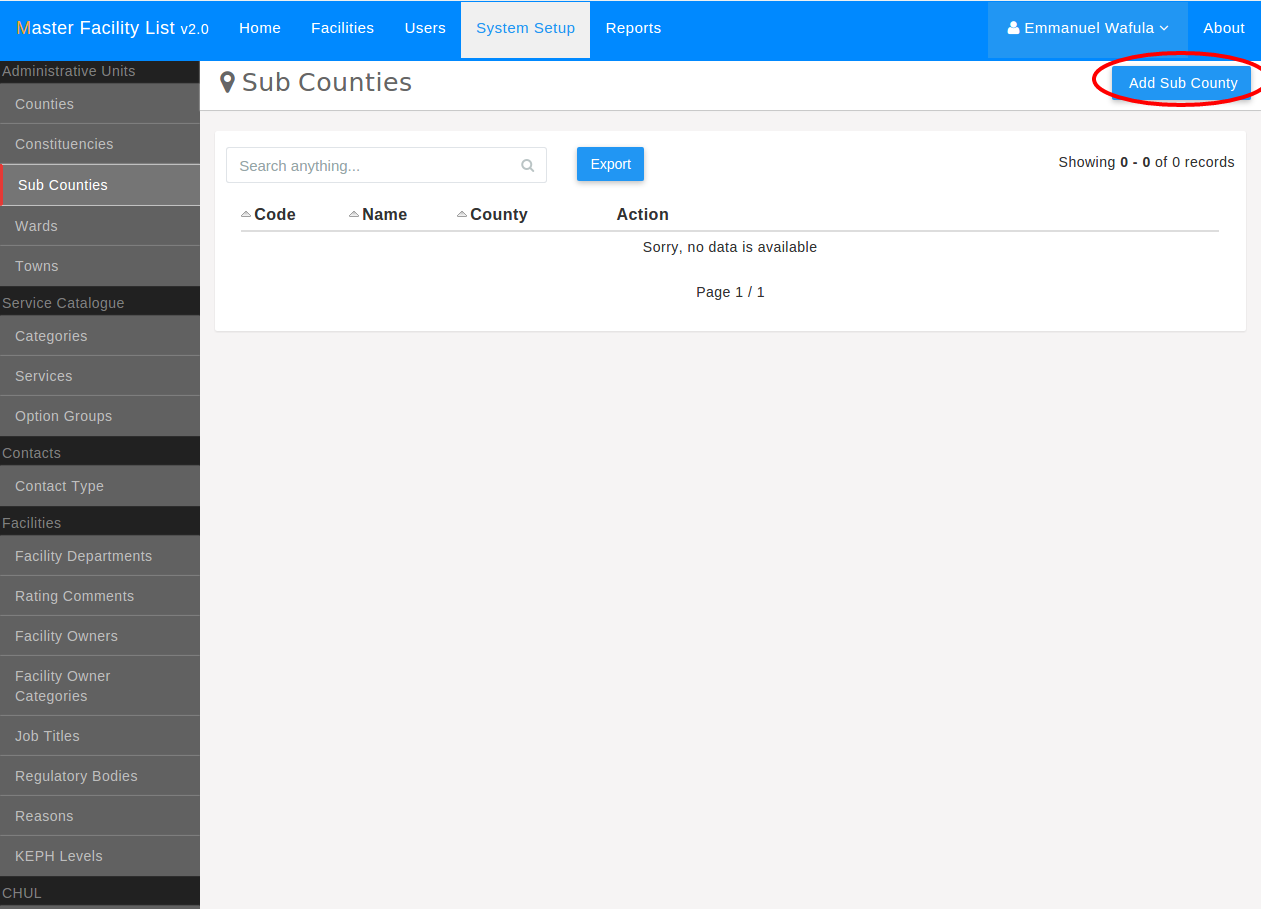 Master Facility List v2.0 Home Facilities Users System Setup Reports Emmanuel Wafula About
Administrative Units
Counties
Constituencies
Sub Counties
Wards
Towns
Service Catalogue
Categories
Services
Option Groups
Contacts
Contact Type
Facilities
Facility Departments
Rating Comments
Facility Owners
Facility Owner
Categories
Job Titles
Regulatory Bodies
Reasons
KEPH Levels
CHUL
Sub Counties Add Sub County
Search anything... Export Showing 0 - 0 of 0 records
Code Name County Action
Sorry, no data is available
Page 1 / 1